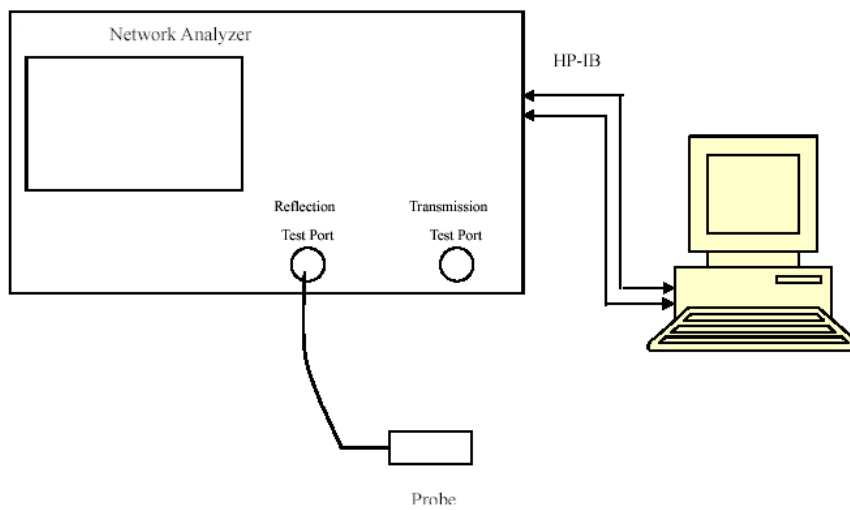 Network Analyzer
HP-IB
Reflection
Test Port
Transmission
Test Port
Probe